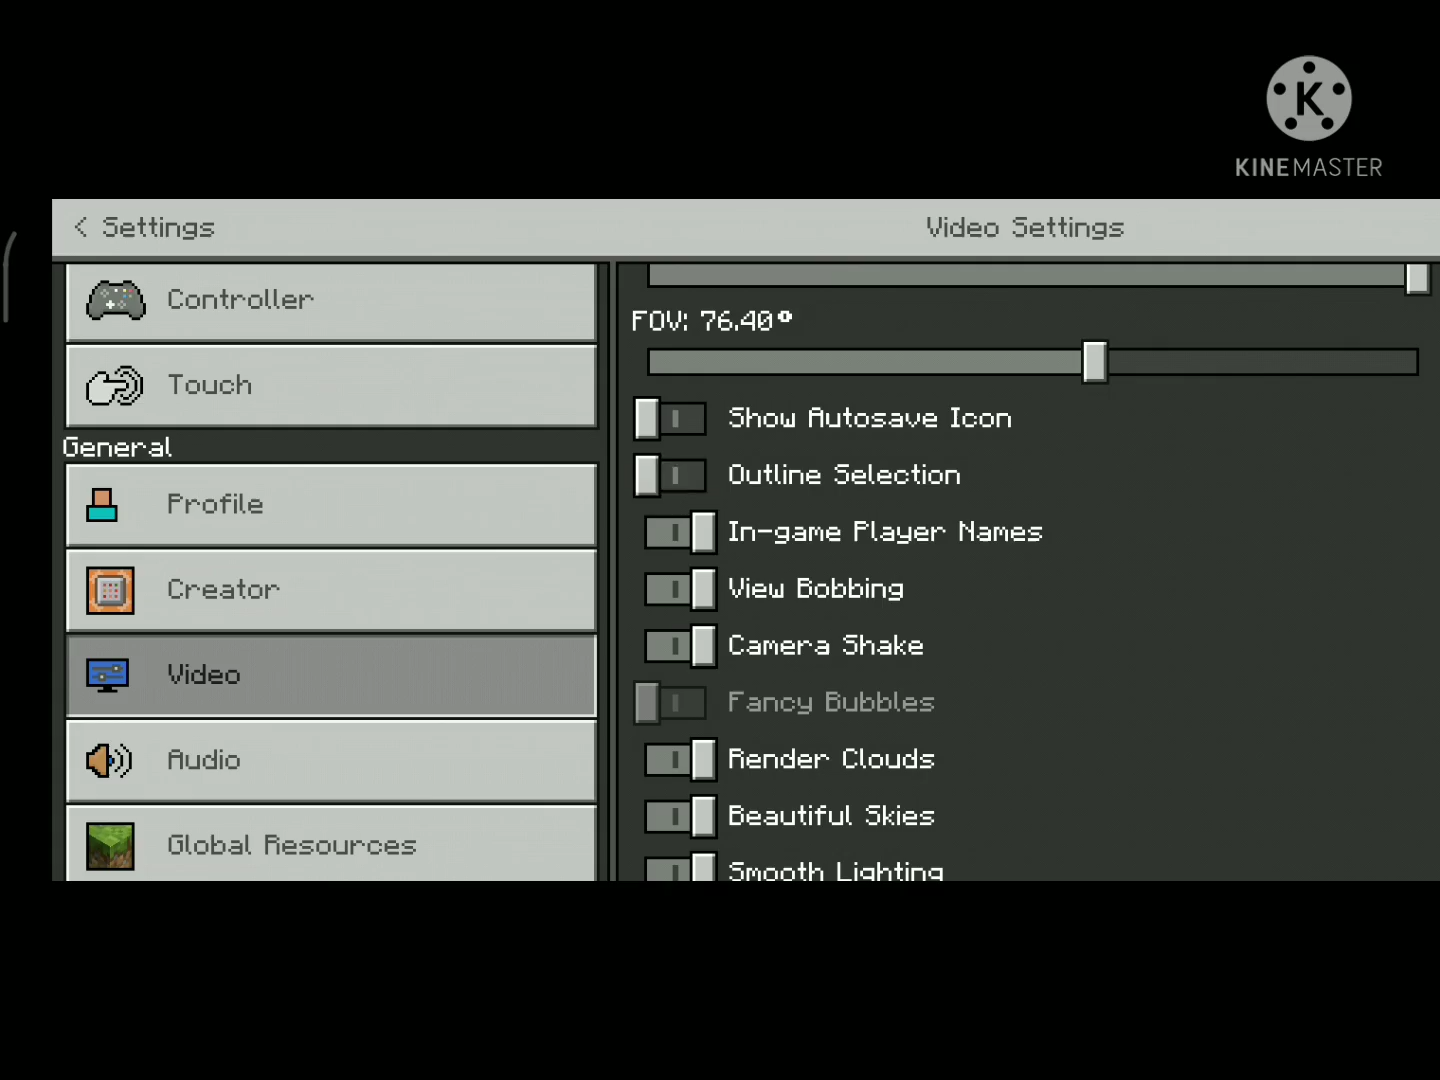 K
KINEMASTER
< Settings
Video Settings
Controller
Touch
General
Profile
Creator
Video
Audio
Global Resources
FOV: 76.40°
Show Autosave Icon
Outline Selection
In-game Player Names
View Bobbing
Camera Shake
Fancy Bubbles
Render Clouds
Beautiful Skies
Smooth Lighting